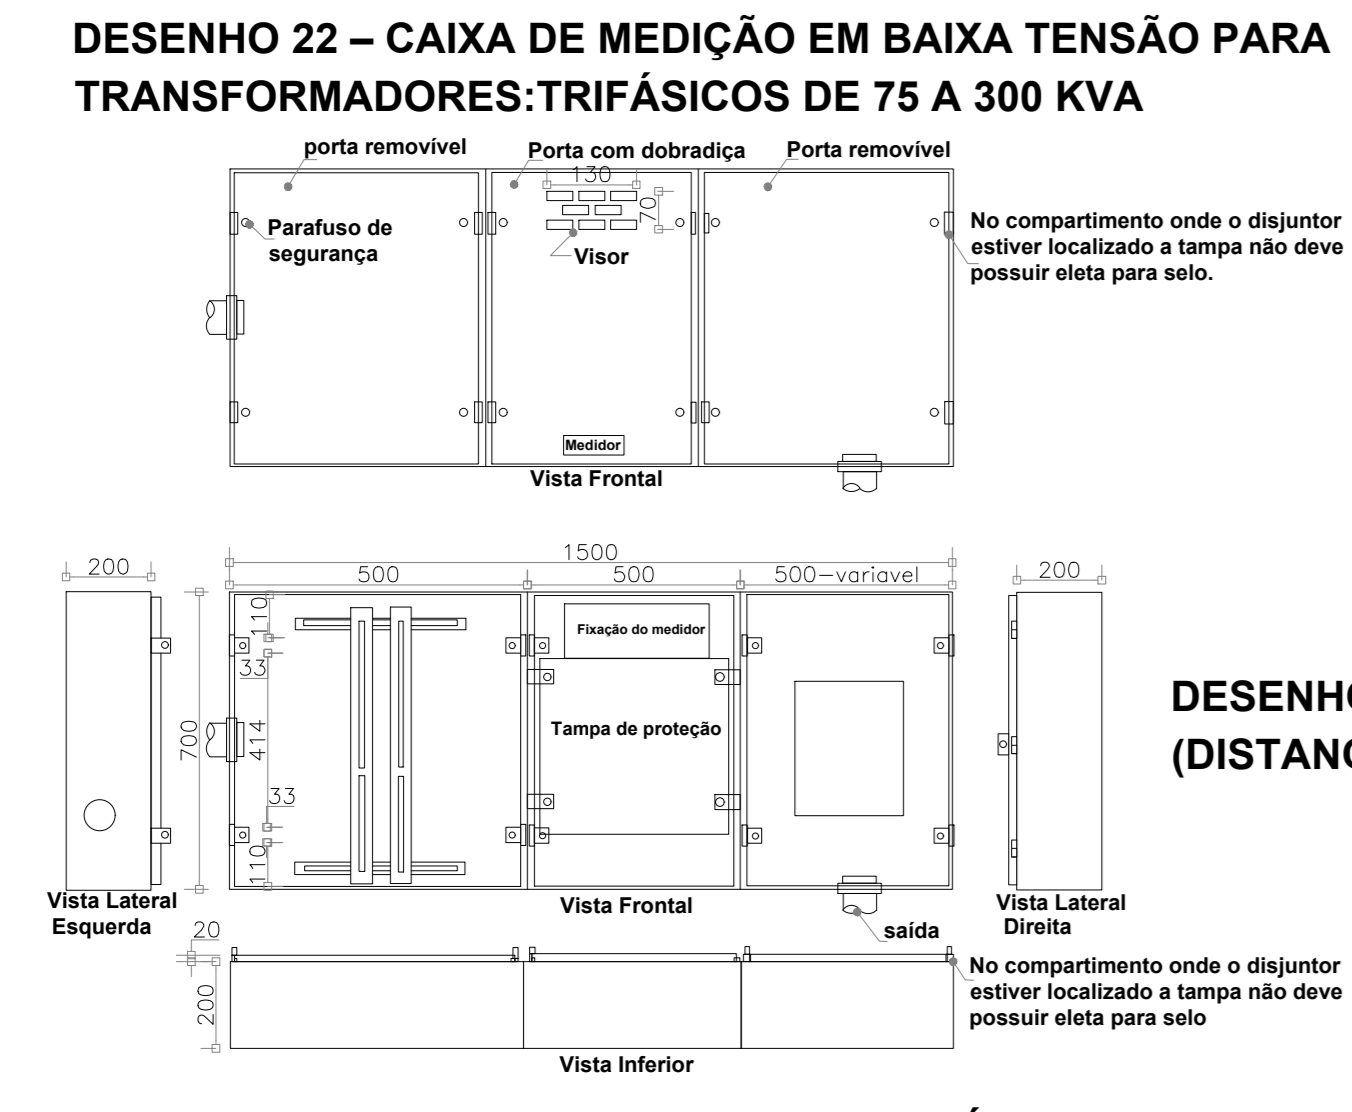 DESENHO 22 – CAIXA DE MEDIÇÃO EM BAIXA TENSÃO PARA
TRANSFORMADORES:TRIFÁSICOS DE 75 A 300 KVA
porta removível
Porta com dobradiça
Porta removível
130
70
Parafuso de
segurança
Visor
No compartimento onde o disjuntor
estiver localizado a tampa não deve
possuir eleta para selo.
Medidor
Vista Frontal
1500
200
500
500
500-variavel
200
110
Fixação do medidor
33
700
414
Tampa de proteção
DESENHO
(DISTANC
33
110
Vista Lateral
Esquerda
Vista Frontal
Vista Lateral
Direita
saída
20
200
No compartimento onde o disjuntor
estiver localizado a tampa não deve
possuir eleta para selo
Vista Inferior